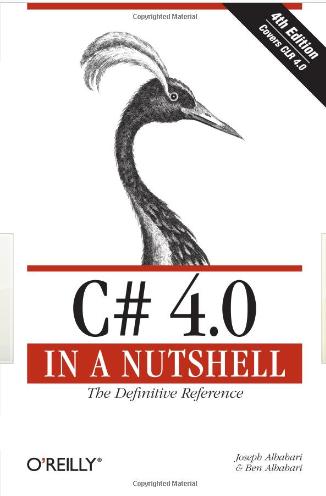 Copyrighted Material
4th Edition
Covers CLR 4.0
C# 4.0
IN A NUTSHELL
The Definitive Reference
O'REILLY®
Joseph Albahari
& Ben Albahari
Copyrighted Material